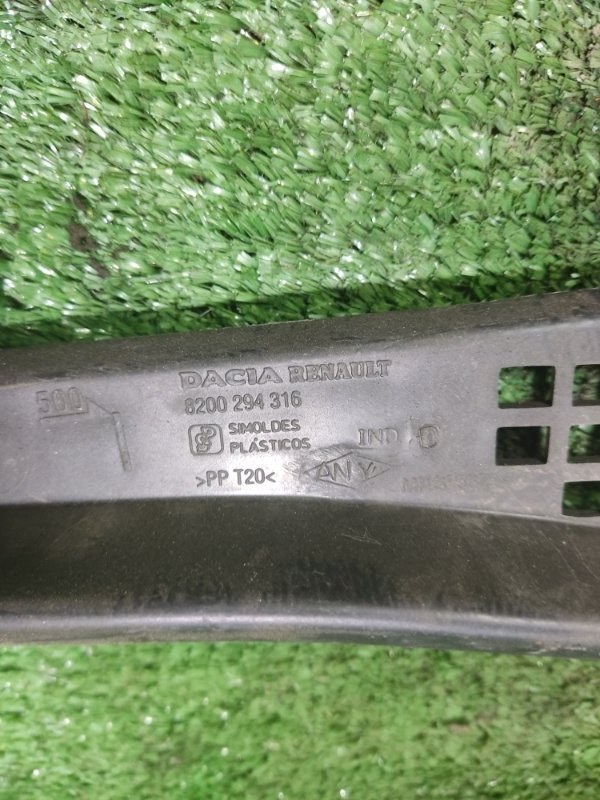 DACIA RENAULT
500
8200 294 316
SIMOLDES
PLÁSTICOS
IND
>PP T20<